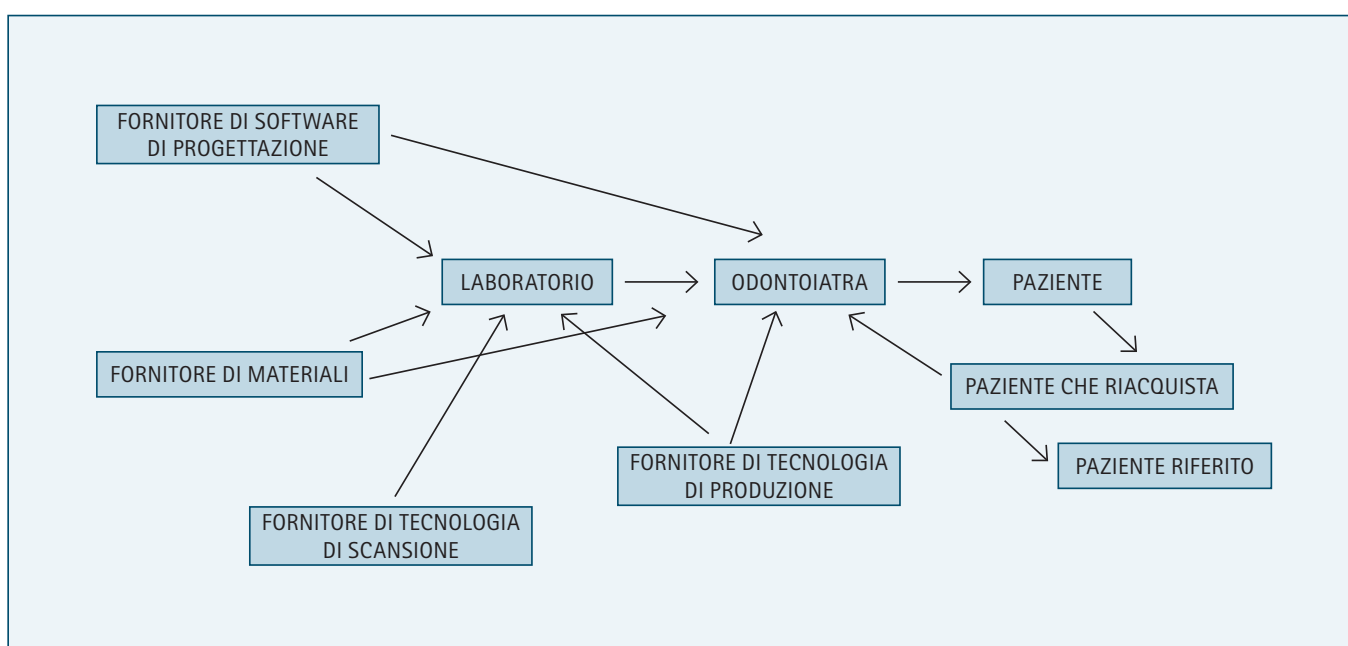 FORNITORE DI SOFTWARE
DI PROGETTAZIONE
LABORATORIO
ODONTOIATRA
PAZIENTE
FORNITORE DI MATERIALI
PAZIENTE CHE RIACQUISTA
FORNITORE DI TECNOLOGIA
DI PRODUZIONE
PAZIENTE RIFERITO
FORNITORE DI TECNOLOGIA
DI SCANSIONE